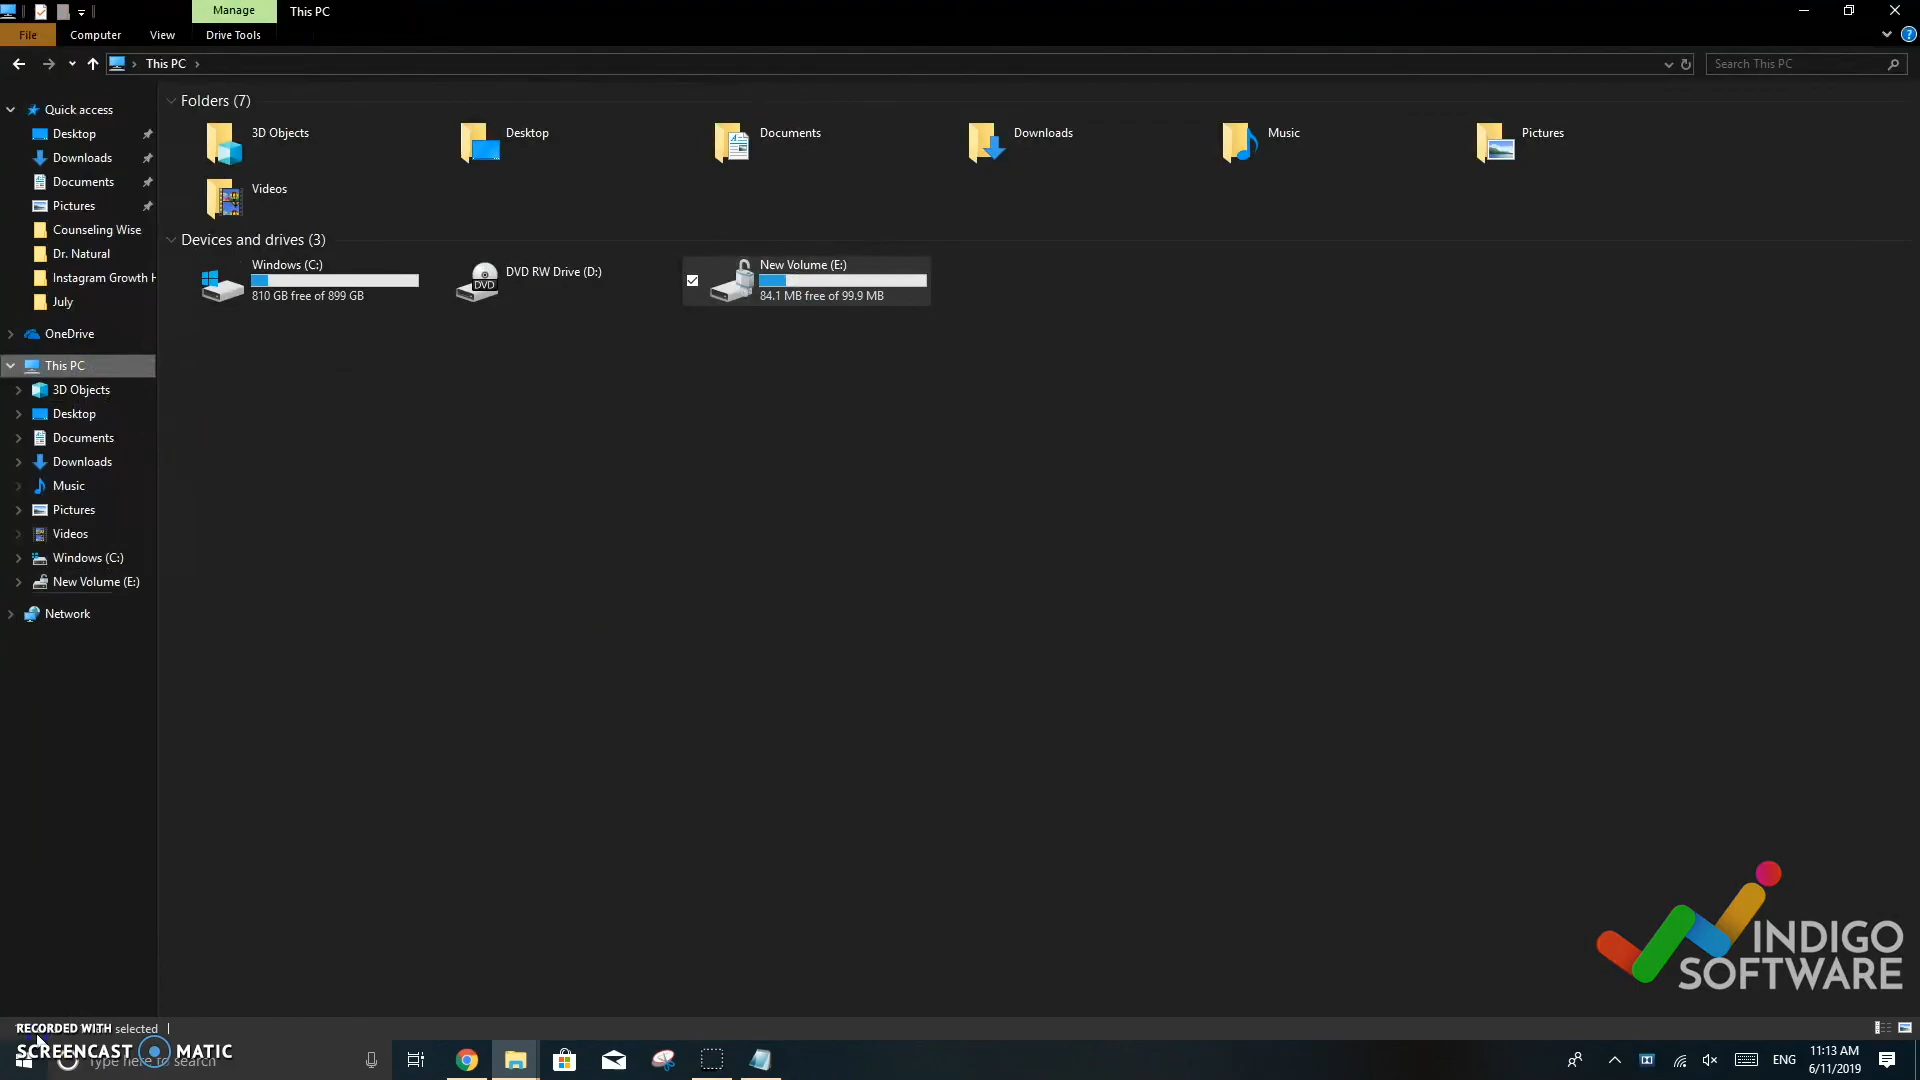 Manage
This PC
File
Computer
View
Drive Tools
This PC
Search This PC
Quick access
Desktop
Downloads
Documents
Pictures
Counseling Wise
Dr. Natural
Instagram Growth H
July
OneDrive
This PC
3D Objects
Desktop
Documents
Downloads
Music
Pictures
Videos
Windows (C:)
New Volume (E:)
Network
Folders (7)
3D Objects
Desktop
Documents
Downloads
Music
Pictures
Videos
Devices and drives (3)
Windows (C:)
810 GB free of 899 GB
DVD
DVD RW Drive (D:)
New Volume (E:)
84.1 MB free of 99.9 MB
INDIGO
SOFTWARE
RECORDED WITH
selected
SCREENCAST MATIC
Type here to search
ENG
11:13 AM
6/11/2019